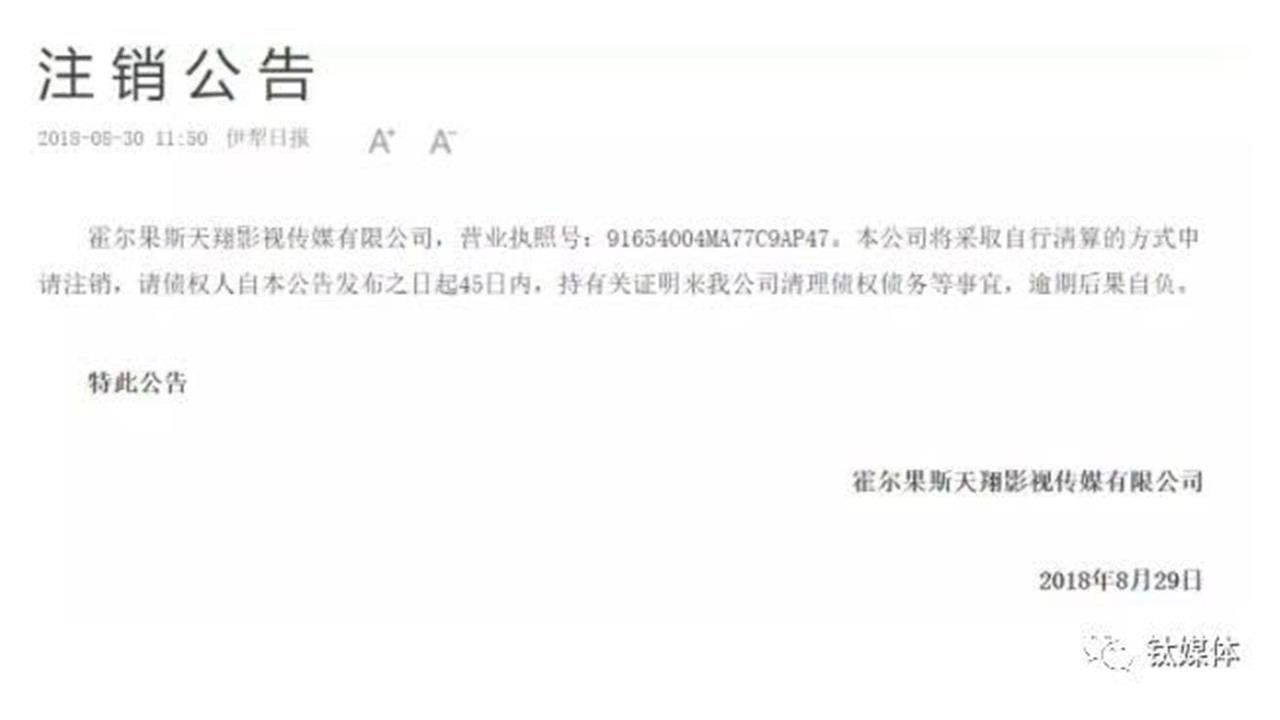 注销公告
2018-08-30 11:50 伊犁日报 A+ A-
霍尔果斯天翔影视传媒有限公司，营业执照号：91654004MA77C9AP47。本公司将采取自行清算的方式申
请注销，请债权人自本公告发布之日起45日内，持有关证明来我公司清理债权债务等事宜，逾期后果自负。
特此公告
霍尔果斯天翔影视传媒有限公司
2018年8月29日
钛媒体